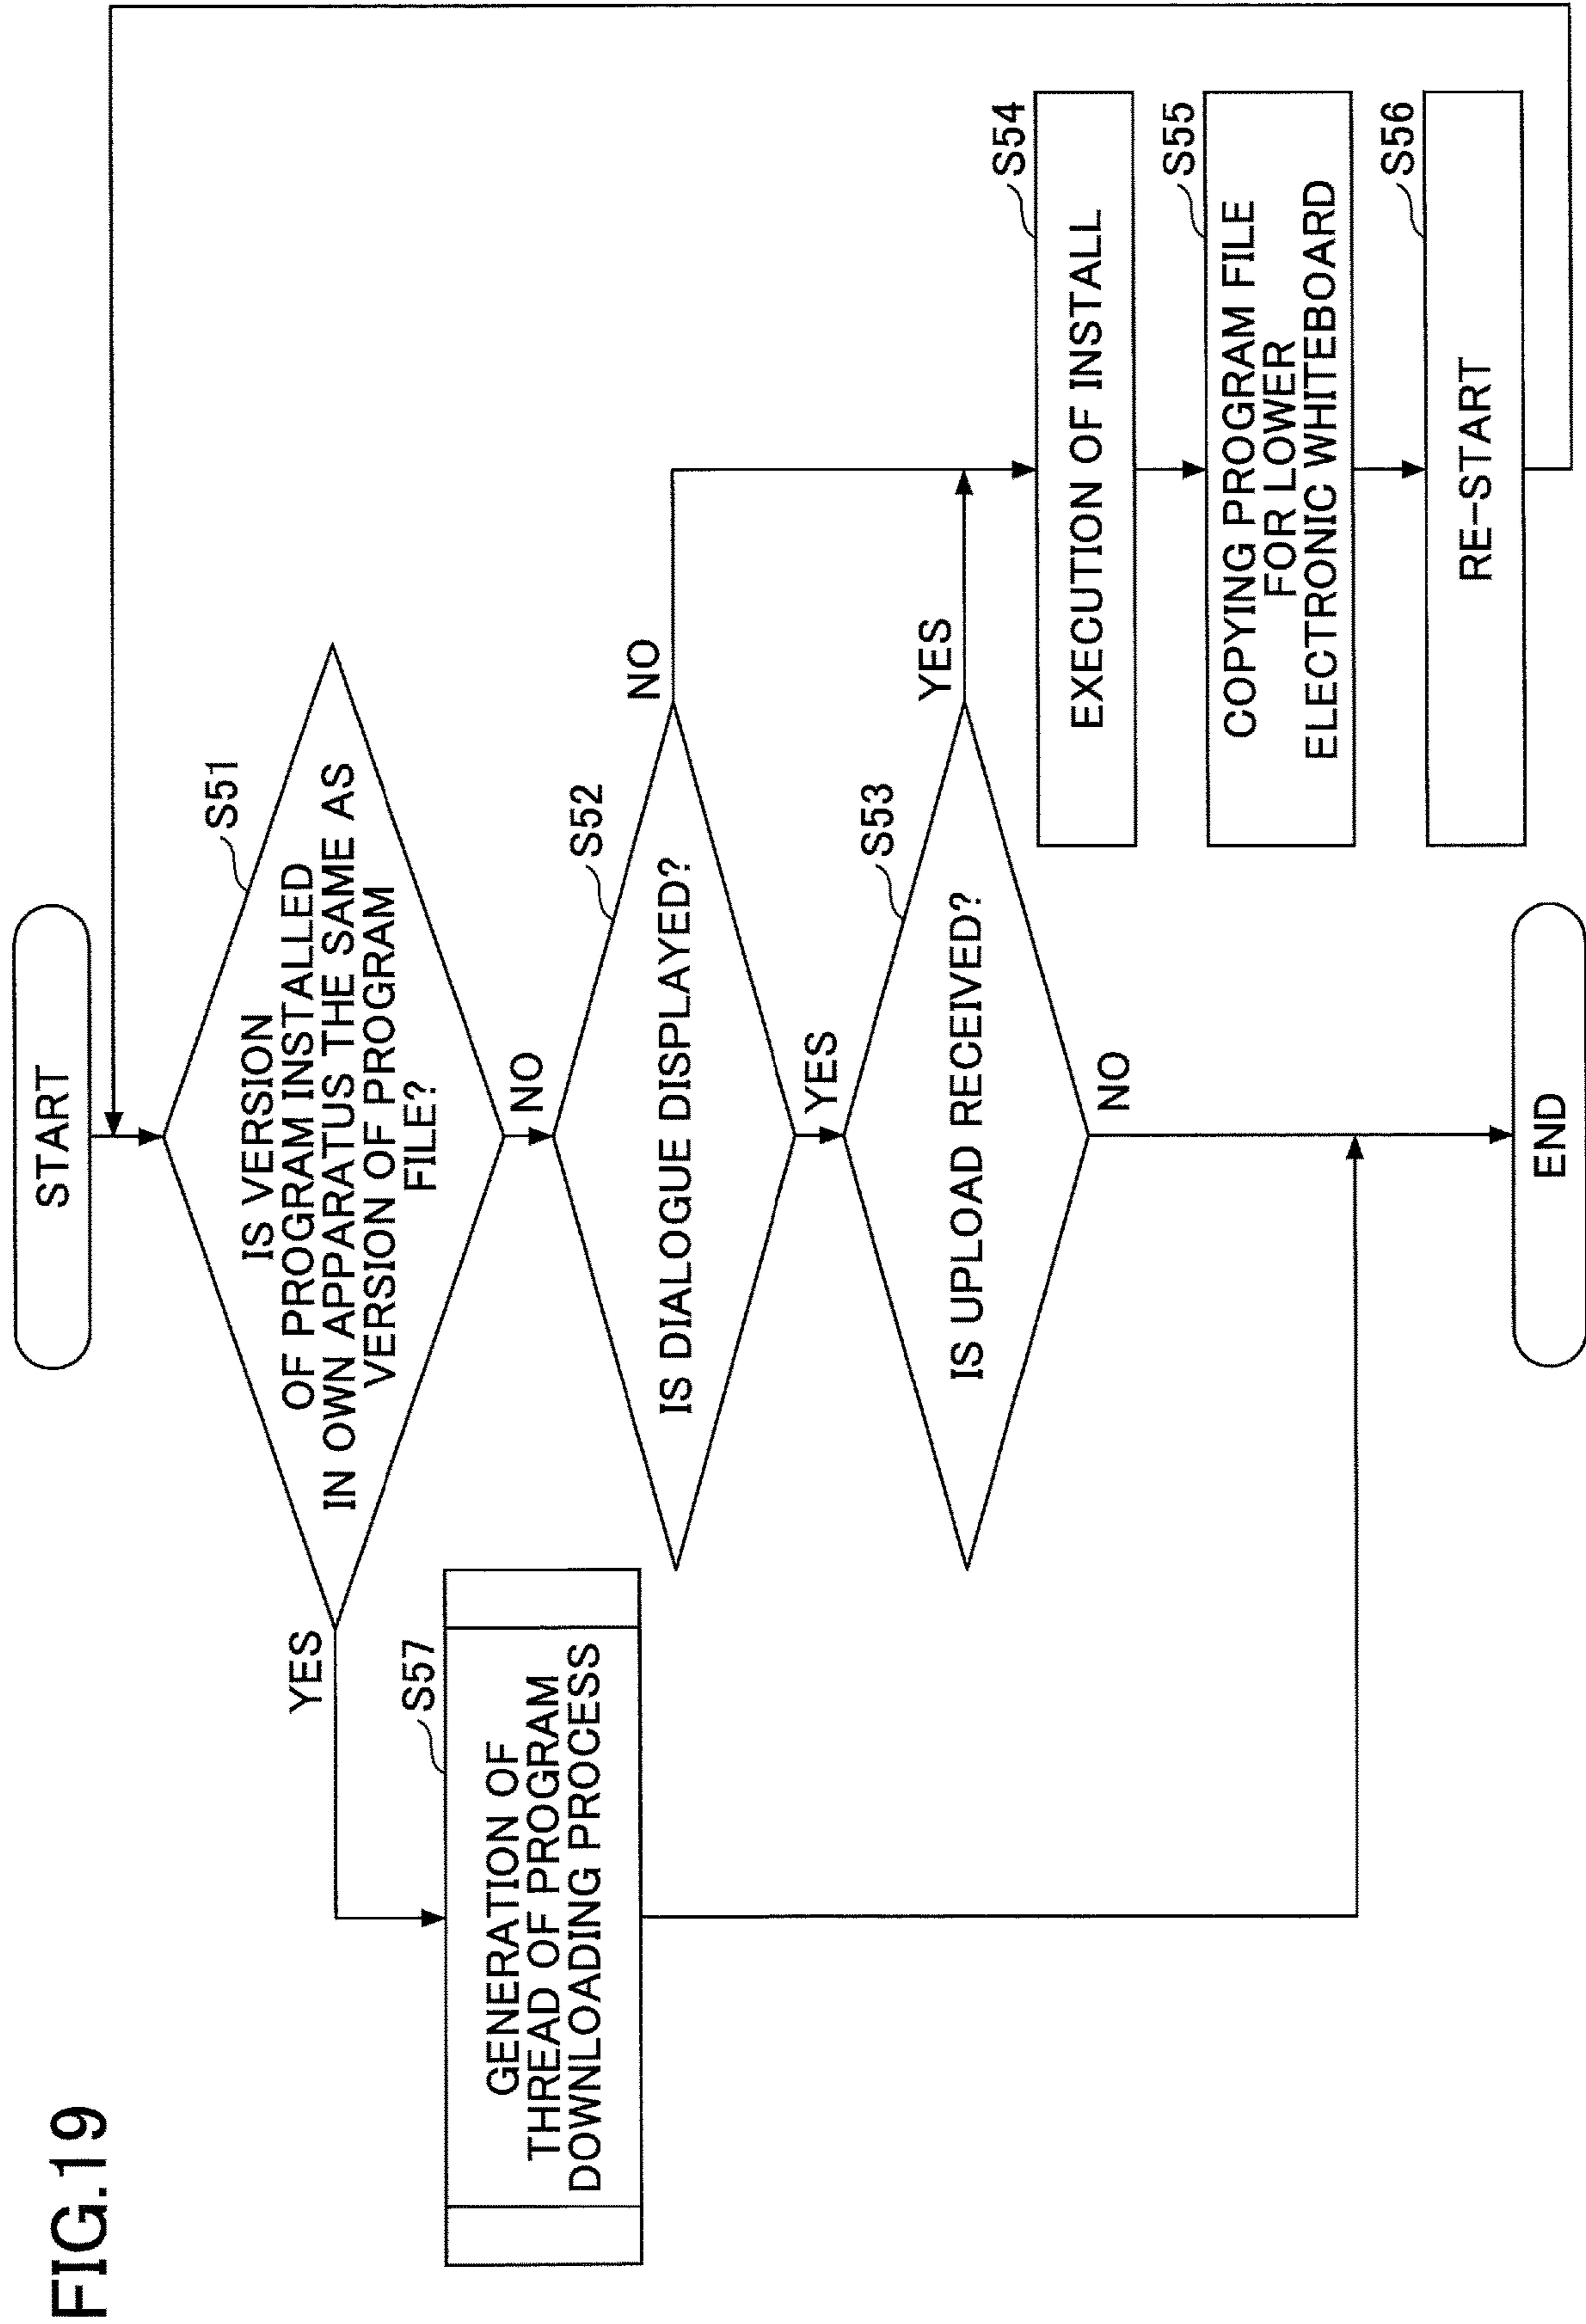 FIG.19
START
S51
IS VERSION
OF PROGRAM INSTALLED
IN OWN APPARATUS THE SAME AS
VERSION OF PROGRAM
FILE?
YES
NO
S57
GENERATION OF
THREAD OF PROGRAM
DOWNLOADING PROCESS
S52
IS DIALOGUE DISPLAYED?
NO
YES
S53
IS UPLOAD RECEIVED?
YES
NO
S54
EXECUTION OF INSTALL
S55
COPYING PROGRAM FILE
FOR LOWER
ELECTRONIC WHITEBOARD
S56
RE-START
END